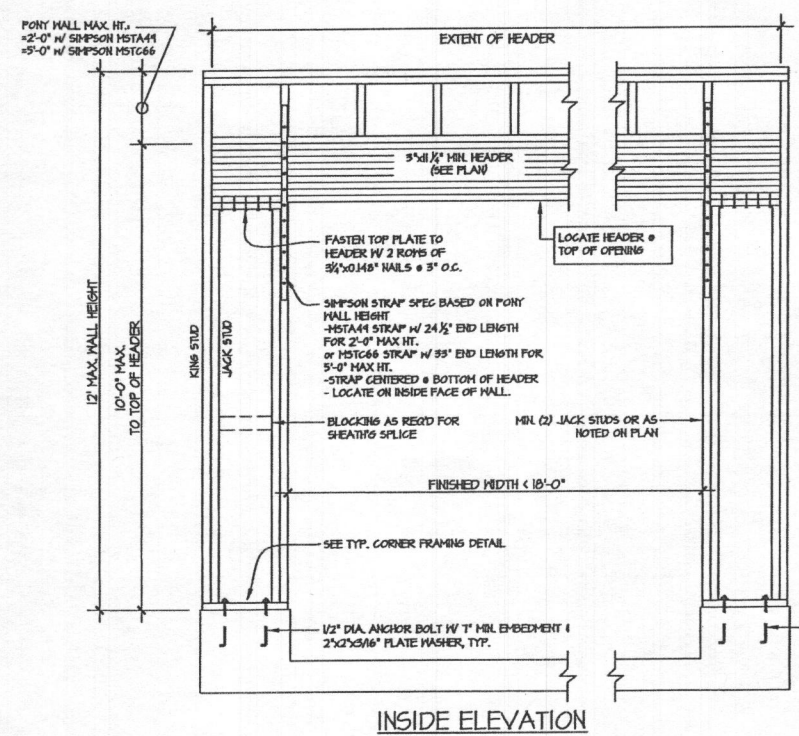 PONY WALL MAX. HT.:
=2'-0" W/ SIMPSON MSTA49
=5'-0" W/ SIMPSON MSTC66
EXTENT OF HEADER
3"x11 1/4" MIN. HEADER
(SEE PLAN)
FASTEN TOP PLATE TO
HEADER W/ 2 ROWS OF
3 1/4"x0.148" NAILS @ 3" O.C.
LOCATE HEADER @
TOP OF OPENING
SIMPSON STRAP SPEC BASED ON PONY
WALL HEIGHT
-MSTA49 STRAP W/ 24 1/2" END LENGTH
FOR 2'-0" MAX HT.
or MSTC66 STRAP W/ 33" END LENGTH FOR
5'-0" MAX HT.
-STRAP CENTERED @ BOTTOM OF HEADER
- LOCATE ON INSIDE FACE OF WALL.
12' MAX. WALL HEIGHT
10'-0" MAX.
TO TOP OF HEADER
KING STUD
JACK STUD
BLOCKING AS REQ'D FOR
SHEATH'G SPLICE
MIN. (2) JACK STUDS OR AS
NOTED ON PLAN
FINISHED WIDTH < 18'-0"
SEE TYP. CORNER FRAMING DETAIL
1/2" DIA. ANCHOR BOLT W/ 7" MIN. EMBEDMENT &
2"x2"x3/16" PLATE WASHER, TYP.
INSIDE ELEVATION